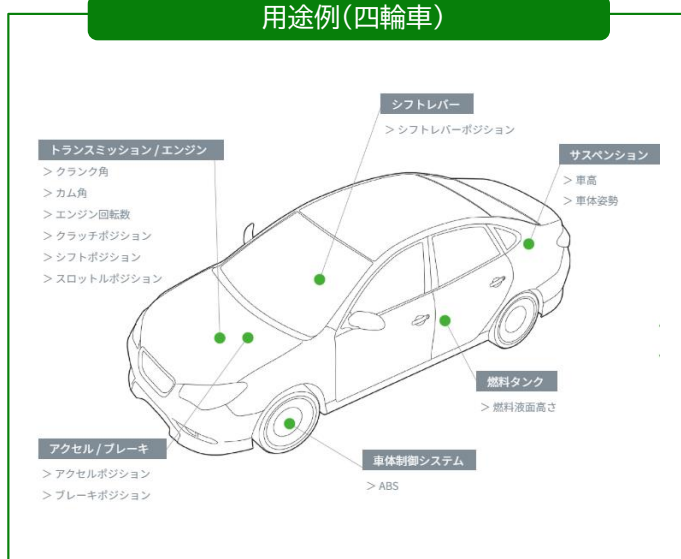 用途例(四輪車)
シフトレバー
> シフトレバーポジション
トランスミッション / エンジン
> クランク角
> カム角
> エンジン回転数
> クラッチポジション
> シフトポジション
> スロットルポジション
サスペンション
> 車高
> 車体姿勢
燃料タンク
> 燃料液面高さ
アクセル / ブレーキ
> アクセルポジション
> ブレーキポジション
車体制御システム
> ABS